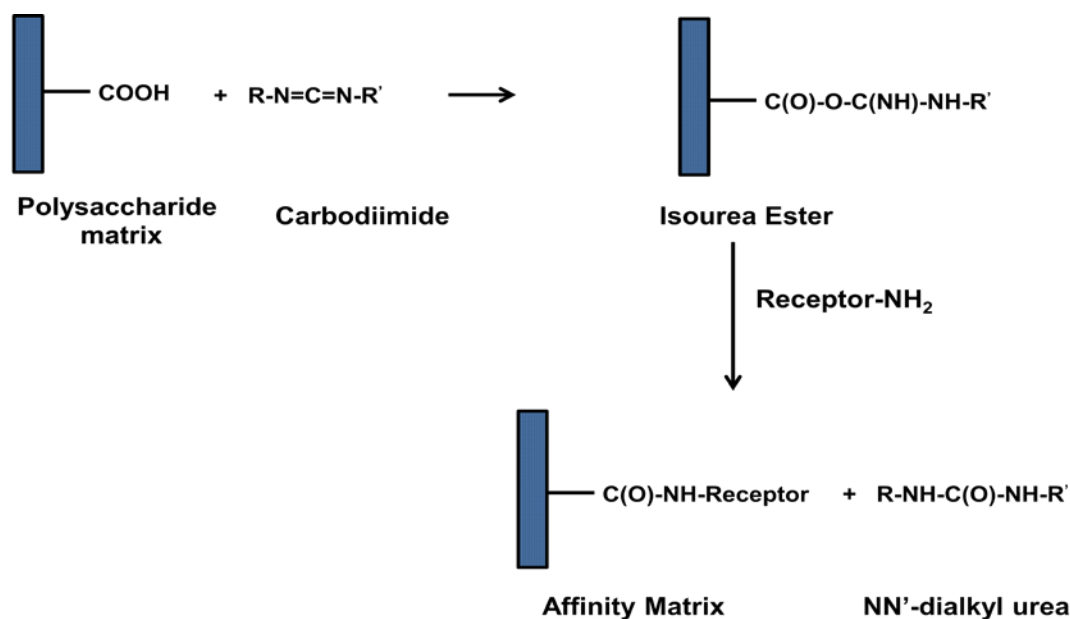 COOH + R-N=C=N-R'
C(O)-O-C(NH)-NH-R'
Polysaccharide
matrix
Carbodiimide
Isourea Ester
Receptor-NH₂
C(O)-NH-Receptor + R-NH-C(O)-NH-R'
Affinity Matrix
NN'-dialkyl urea